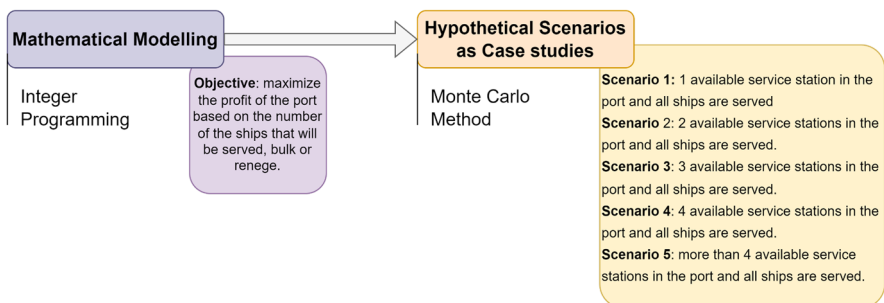 Mathematical Modelling
Integer
Programming
Objective: maximize
the profit of the port
based on the number
of the ships that will
be served, bulk or
renege.
Hypothetical Scenarios
as Case studies
Monte Carlo
Method
Scenario 1: 1 available service station in the
port and all ships are served
Scenario 2: 2 available service stations in the
port and all ships are served.
Scenario 3: 3 available service stations in the
port and all ships are served.
Scenario 4: 4 available service stations in the
port and all ships are served.
Scenario 5: more than 4 available service
stations in the port and all ships are served.